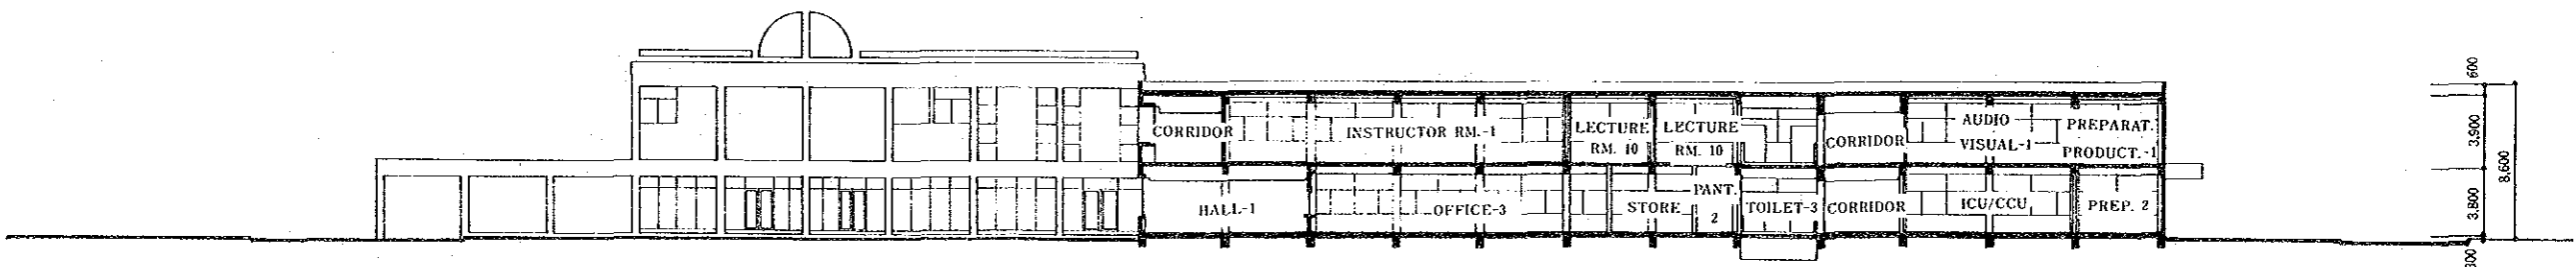 600
CORRIDOR
INSTRUCTOR RM.-1
LECTURE
RM. 10
LECTURE
RM. 10
CORRIDOR
AUDIO
VISUAL-1
PREPARAT.
PRODUCT.-1
3,900
8,600
HALL-1
OFFICE-3
STORE
PANT.
2
TOILET-3
CORRIDOR
ICU/CCU
PREP. 2
3,800